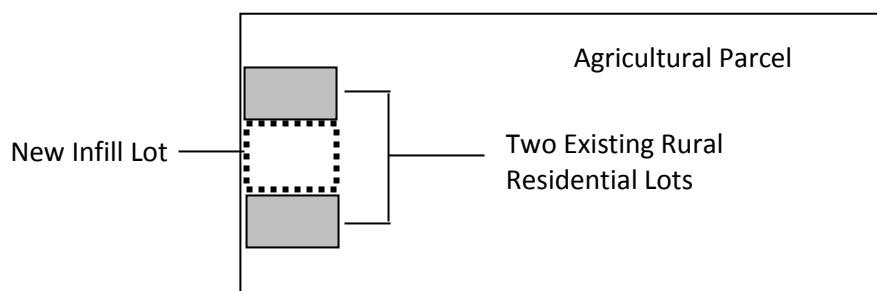 Agricultural Parcel
New Infill Lot
Two Existing Rural
Residential Lots